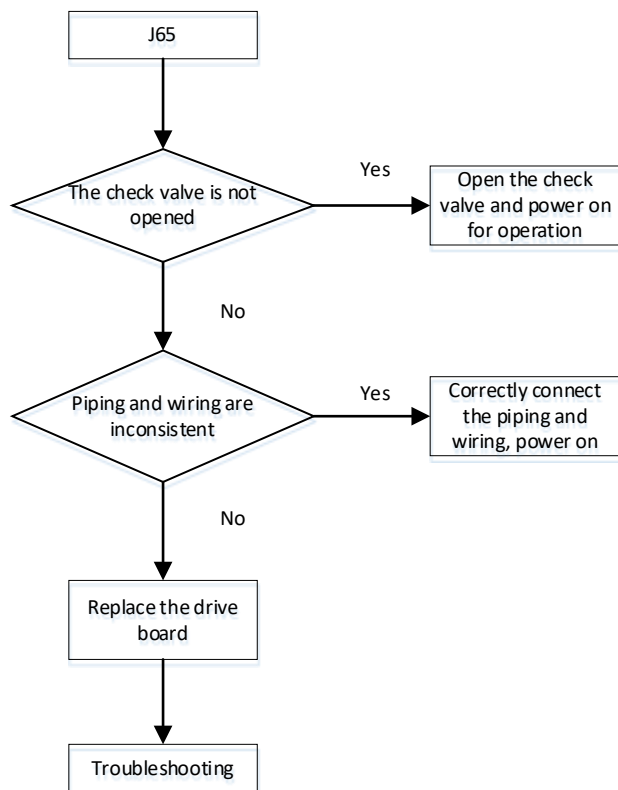 J65
The check valve is not
opened
Yes
Open the check
valve and power on
for operation
No
Piping and wiring are
inconsistent
Yes
Correctly connect
the piping and
wiring, power on
No
Replace the drive
board
Troubleshooting